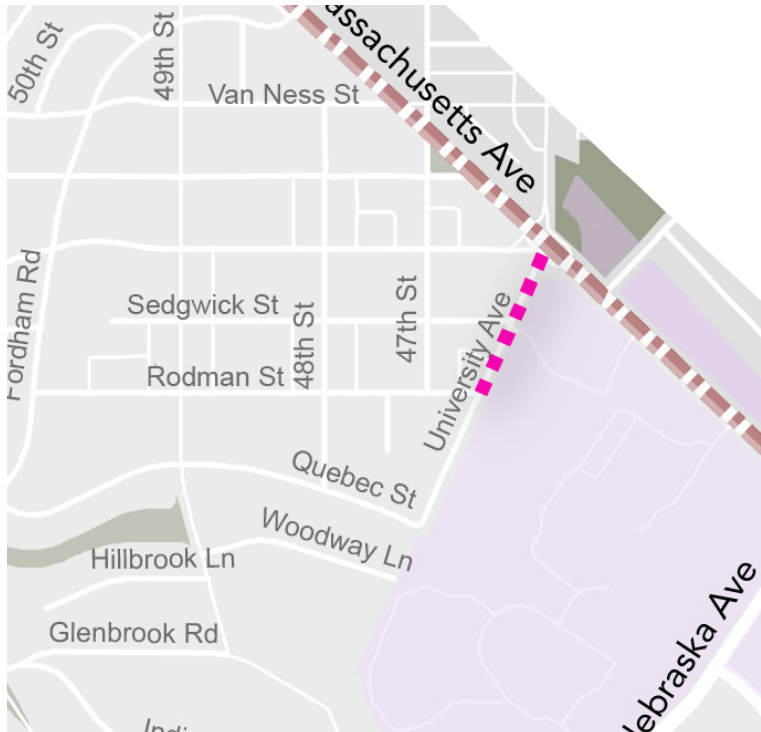 assachusetts Ave
50th St
49th St
Van Ness St
Fordham Rd
Sedgwick St
48th St
47th St
University Ave
Rodman St
Quebec St
Woodway Ln
Hillbrook Ln
Glenbrook Rd
Nebraska Ave